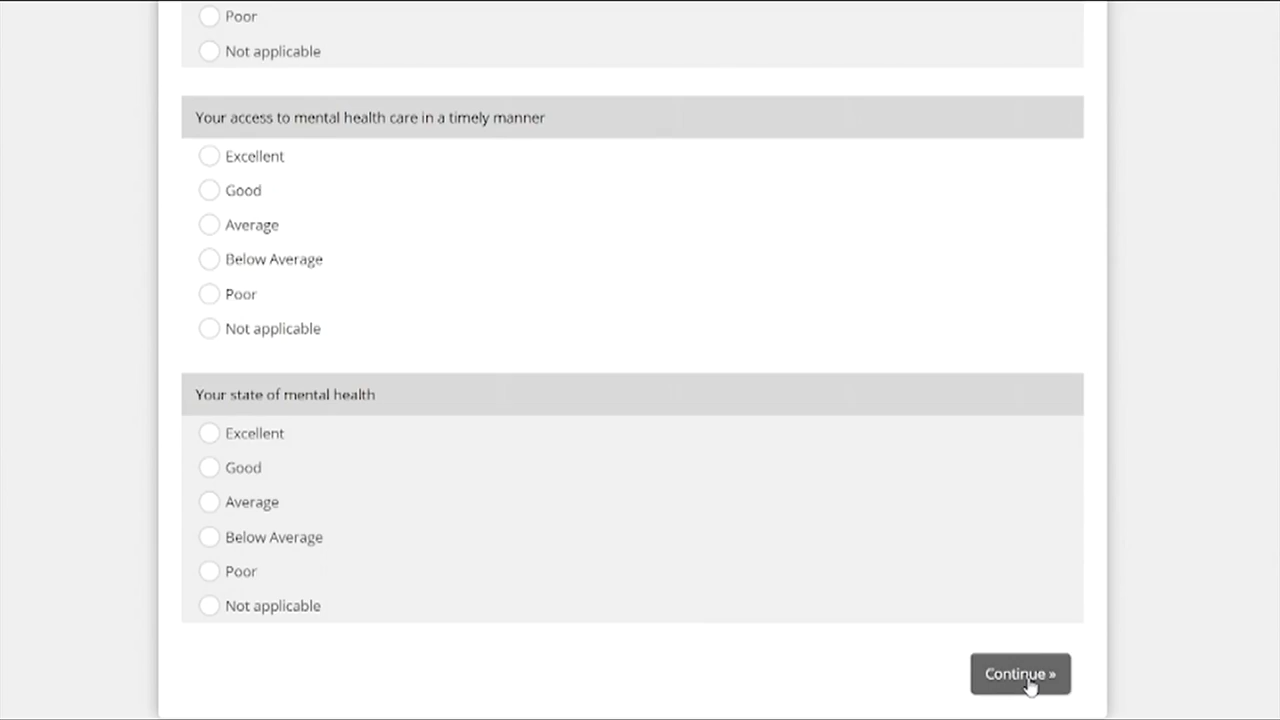 Poor
Not applicable
Your access to mental health care in a timely manner
Excellent
Good
Average
Below Average
Poor
Not applicable
Your state of mental health
Excellent
Good
Average
Below Average
Poor
Not applicable
Continue »